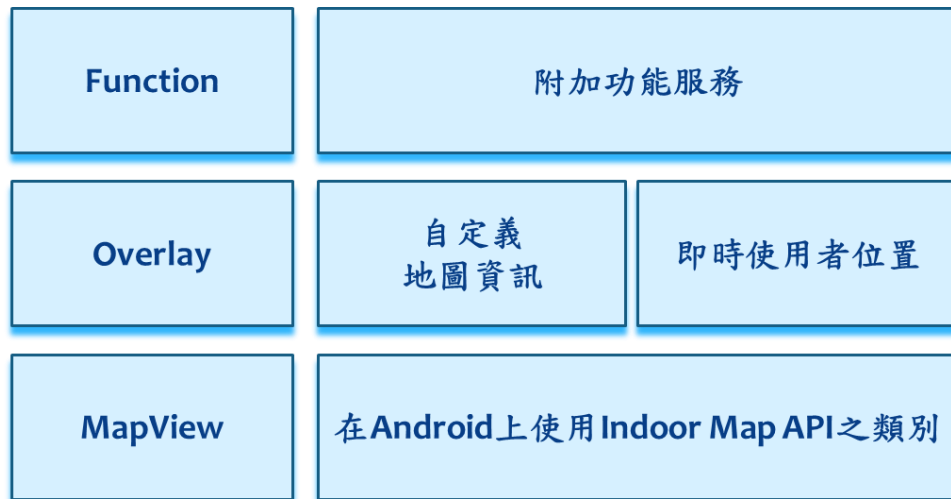 Function
附加功能服務
Overlay
自定義
地圖資訊
即時使用者位置
MapView
在Android上使用Indoor Map API之類別